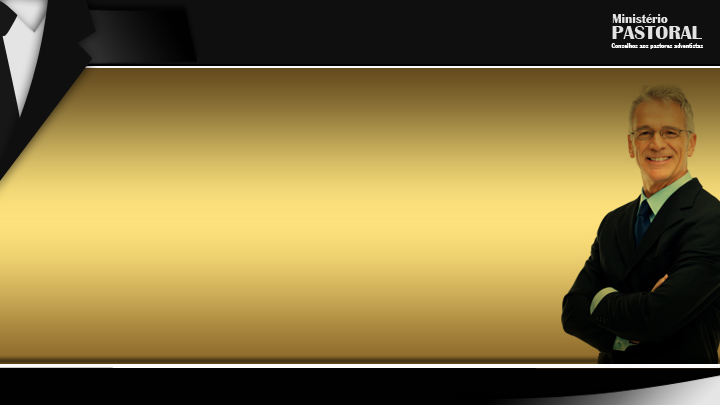 Ministério
PASTORAL
Conselhos aos pastores adventistas